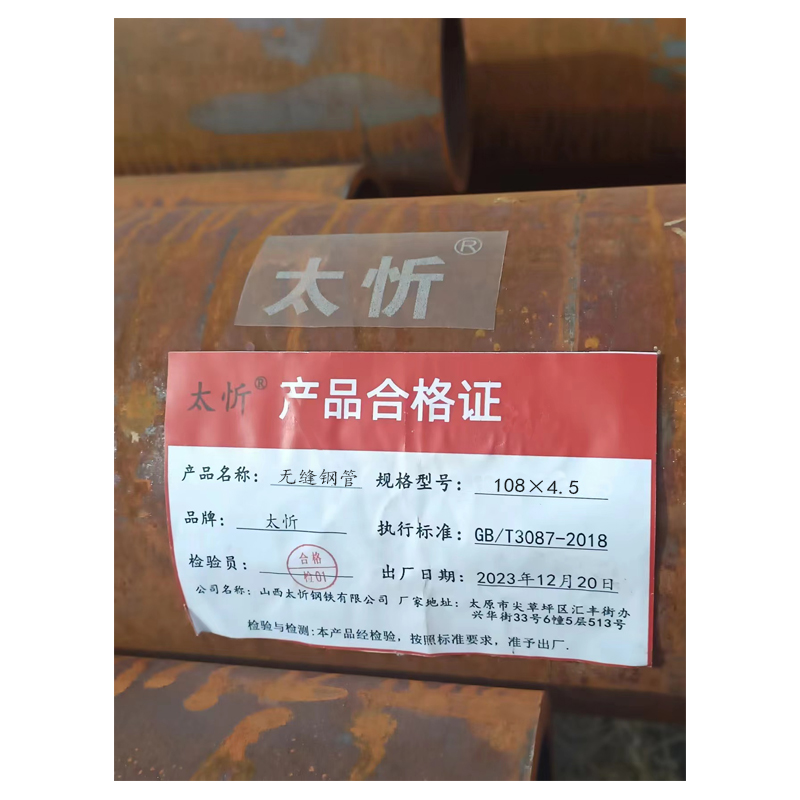 太忻®
太忻® 产品合格证
产品名称: 无缝钢管 规格型号: 108×4.5
品牌: 太忻 执行标准: GB/T3087-2018
检验员: 合格 检01 出厂日期: 2023年12月20日
公司名称: 山西太忻钢铁有限公司 厂家地址: 太原市尖草坪区汇丰街办
兴华街33号6幢5层513号
检验与检测:本产品经检验,按照标准要求,准予出厂.